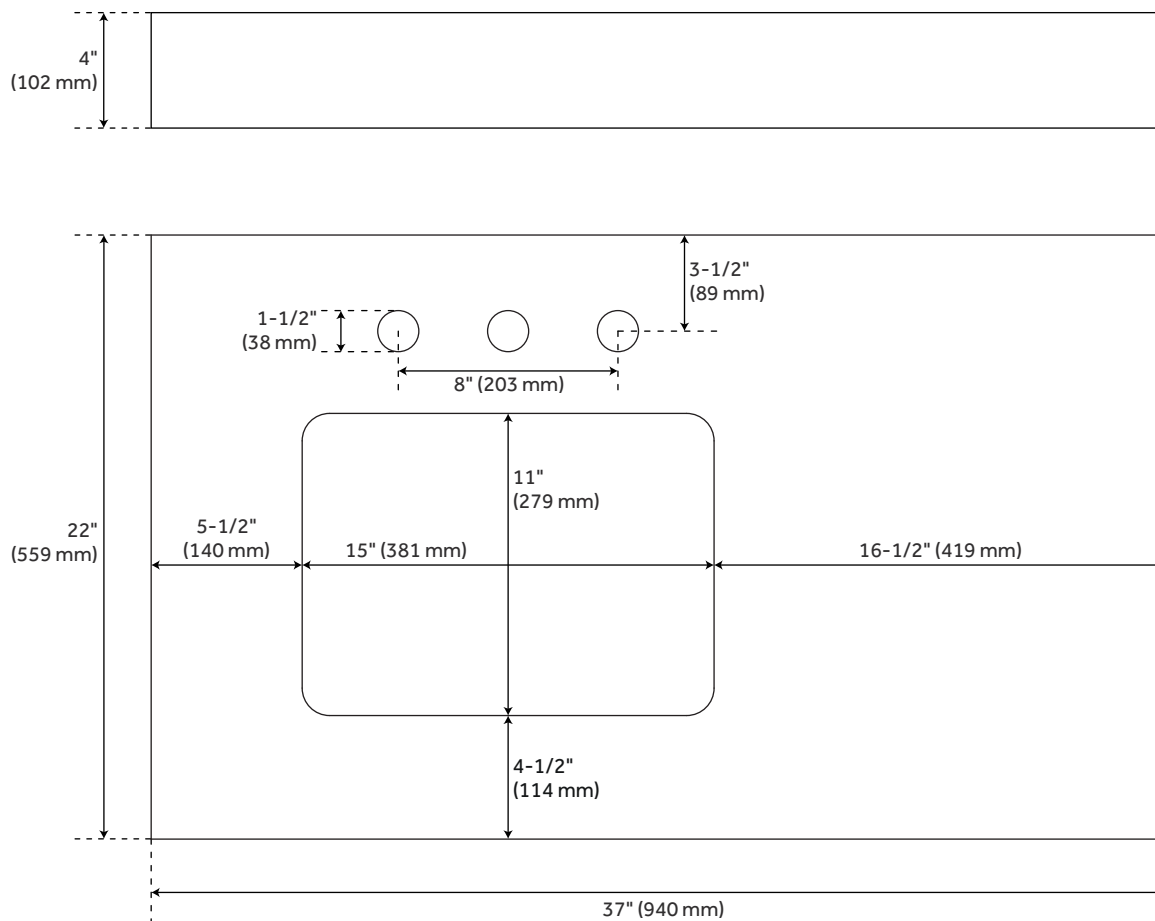 4"
(102 mm)
3-1/2"
(89 mm)
1-1/2"
(38 mm)
8" (203 mm)
11"
(279 mm)
22"
(559 mm)
5-1/2"
(140 mm)
15" (381 mm)
16-1/2" (419 mm)
4-1/2"
(114 mm)
37" (940 mm)